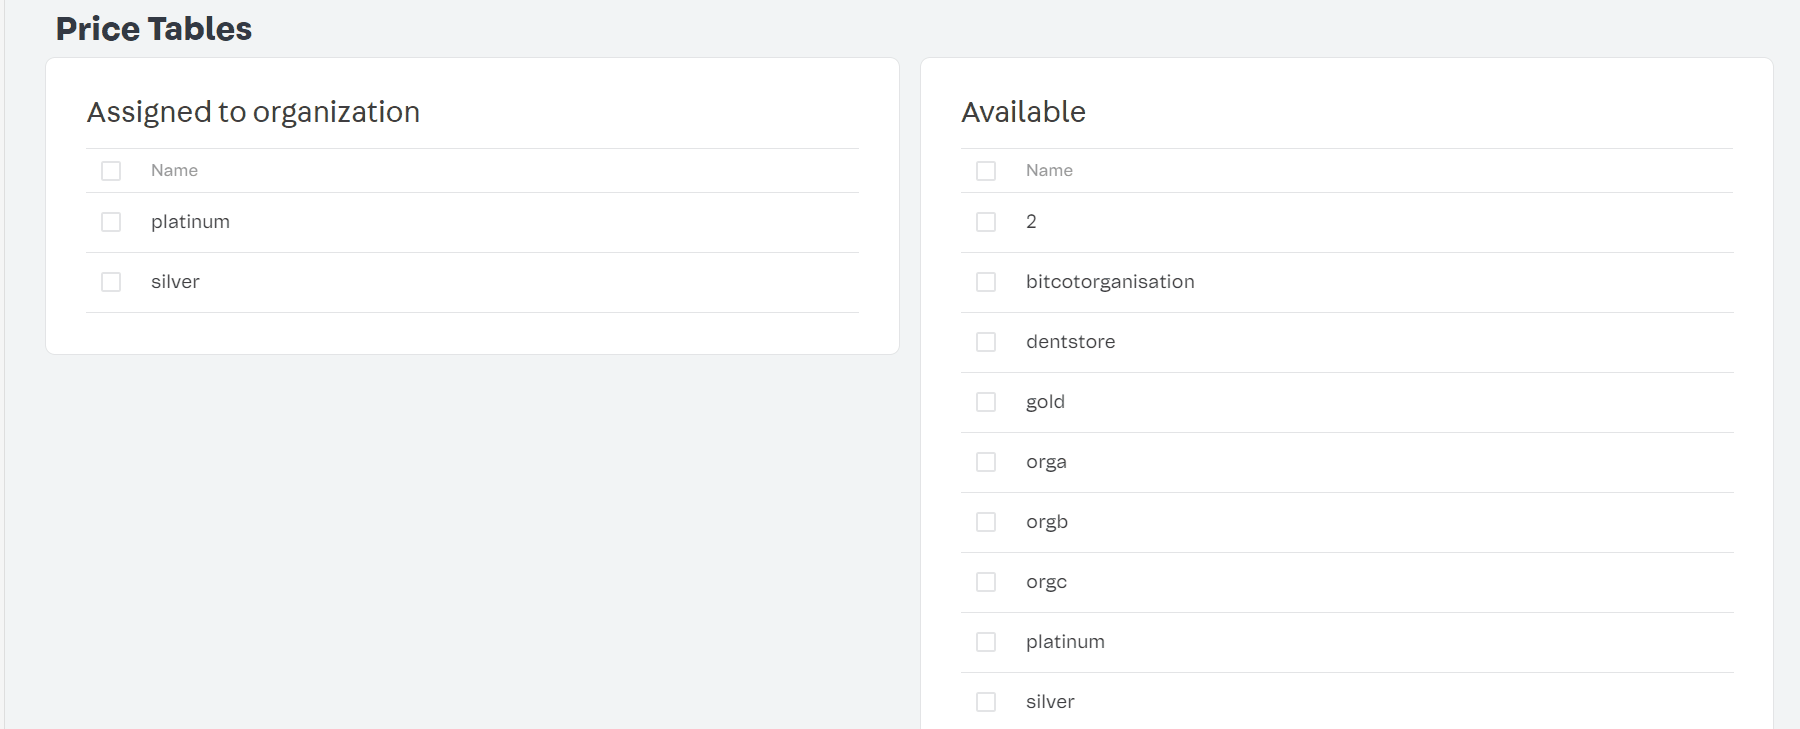 Price Tables
Assigned to organization
Name
platinum
silver
Available
Name
2
bitcotorganisation
dentstore
gold
orga
orgb
orgc
platinum
silver